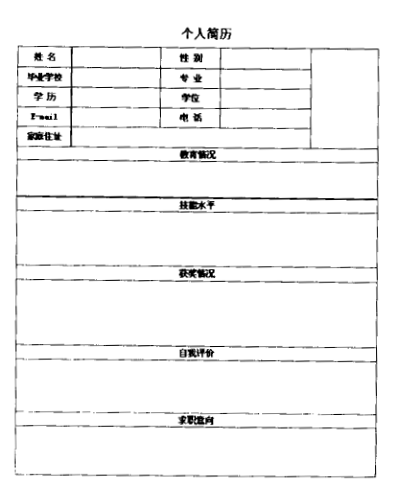 个人简历
姓名 性别
毕业学校 专业
学历 学位
E-mail 电话
家庭住址
教育情况
技能水平
获奖情况
自我评价
求职意向